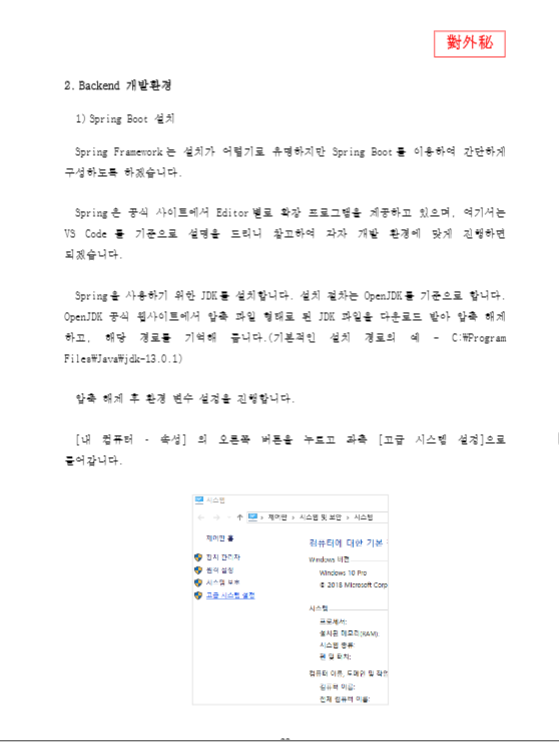 對外秘
2. Backend 개발환경
1) Spring Boot 설치
Spring Framework는 설치가 어렵기로 유명하지만 Spring Boot를 이용하여 간단하게
구성하도록 하겠습니다.
Spring은 공식 사이트에서 Editor별로 확장 프로그램을 제공하고 있으며, 여기서는
VS Code 를 기준으로 설명을 드리니 참고하여 각자 개발 환경에 맞게 진행하면
되겠습니다.
Spring을 사용하기 위한 JDK를 설치합니다. 설치 절차는 OpenJDK를 기준으로 합니다.
OpenJDK 공식 웹사이트에서 압축 파일 형태로 된 JDK 파일을 다운로드 받아 압축 해제
하고, 해당 경로를 기억해 둡니다.(기본적인 설치 경로의 예 - C:₩Program
Files₩Java₩jdk-13.0.1)
압축 해제 후 환경 변수 설정을 진행합니다.
[내 컴퓨터 - 속성] 의 오른쪽 버튼을 누르고 좌측 [고급 시스템 설정]으로
들어갑니다.
시스템
제어판 › 시스템 및 보안 › 시스템
제어판 홈
장치 관리자
원격 설정
시스템 보호
고급 시스템 설정
컴퓨터에 대한 기본
Windows 버전
Windows 10 Pro
© 2018 Microsoft Corp
시스템
프로세서:
설치된 메모리(RAM):
시스템 종류:
펜 및 터치:
컴퓨터 이름, 도메인 및 작업
컴퓨터 이름:
전체 컴퓨터 이름: